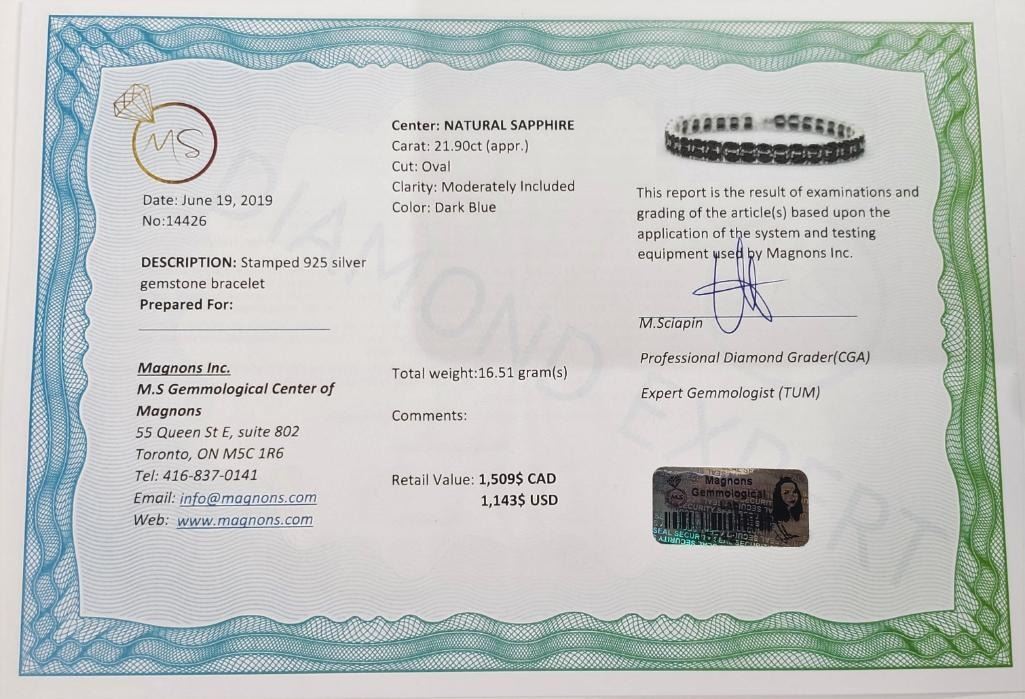 MS
Date: June 19, 2019
No:14426
DESCRIPTION: Stamped 925 silver
gemstone bracelet
Prepared For:
Magnons Inc.
M.S Gemmological Center of
Magnons
55 Queen St E, suite 802
Toronto, ON M5C 1R6
Tel: 416-837-0141
Email: info@magnons.com
Web: www.magnons.com
Center: NATURAL SAPPHIRE
Carat: 21.90ct (appr.)
Cut: Oval
Clarity: Moderately Included
Color: Dark Blue
Total weight:16.51 gram(s)
Comments:
Retail Value: 1,509$ CAD
1,143$ USD
This report is the result of examinations and
grading of the article(s) based upon the
application of the system and testing
equipment used by Magnons Inc.
M.Sciapin
Professional Diamond Grader(CGA)
Expert Gemmologist (TUM)
Magnons
Gemmological
DIAMOND EXPERT